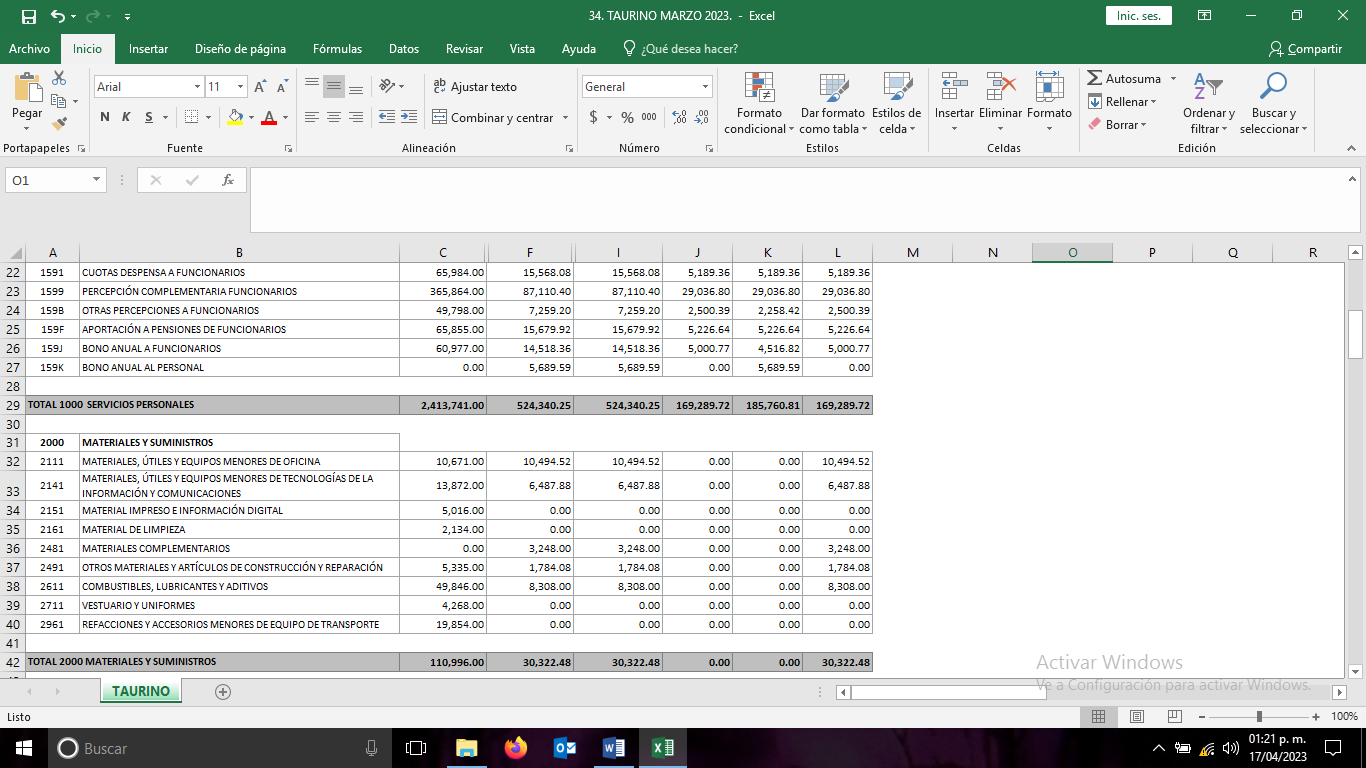 34. TAURINO MARZO 2023. - Excel
Inic. ses.
Archivo Inicio Insertar Diseño de página Fórmulas Datos Revisar Vista Ayuda ¿Qué desea hacer? Compartir
Pegar
Portapapeles
Arial 11
N K S
Fuente
Ajustar texto
Combinar y centrar
Alineación
General
$ % 000
Número
Formato condicional
Dar formato como tabla
Estilos de celda
Estilos
Insertar Eliminar Formato
Celdas
Autosuma
Rellenar
Borrar
Ordenar y filtrar
Buscar y seleccionar
Edición
O1
fx
A B C F I J K L M N O P Q R
22 1591 CUOTAS DESPENSA A FUNCIONARIOS 65,984.00 15,568.08 15,568.08 5,189.36 5,189.36 5,189.36
23 1599 PERCEPCIÓN COMPLEMENTARIA FUNCIONARIOS 365,864.00 87,110.40 87,110.40 29,036.80 29,036.80 29,036.80
24 159B OTRAS PERCEPCIONES A FUNCIONARIOS 49,798.00 7,259.20 7,259.20 2,500.39 2,258.42 2,500.39
25 159F APORTACIÓN A PENSIONES DE FUNCIONARIOS 65,855.00 15,679.92 15,679.92 5,226.64 5,226.64 5,226.64
26 159J BONO ANUAL A FUNCIONARIOS 60,977.00 14,518.36 14,518.36 5,000.77 4,516.82 5,000.77
27 159K BONO ANUAL AL PERSONAL 0.00 5,689.59 5,689.59 0.00 5,689.59 0.00
28
29 TOTAL 1000 SERVICIOS PERSONALES 2,413,741.00 524,340.25 524,340.25 169,289.72 185,760.81 169,289.72
30
31 2000 MATERIALES Y SUMINISTROS
32 2111 MATERIALES, ÚTILES Y EQUIPOS MENORES DE OFICINA 10,671.00 10,494.52 10,494.52 0.00 0.00 10,494.52
33 2141 MATERIALES, ÚTILES Y EQUIPOS MENORES DE TECNOLOGÍAS DE LA INFORMACIÓN Y COMUNICACIONES 13,872.00 6,487.88 6,487.88 0.00 0.00 6,487.88
34 2151 MATERIAL IMPRESO E INFORMACIÓN DIGITAL 5,016.00 0.00 0.00 0.00 0.00 0.00
35 2161 MATERIAL DE LIMPIEZA 2,134.00 0.00 0.00 0.00 0.00 0.00
36 2481 MATERIALES COMPLEMENTARIOS 0.00 3,248.00 3,248.00 0.00 0.00 3,248.00
37 2491 OTROS MATERIALES Y ARTÍCULOS DE CONSTRUCCIÓN Y REPARACIÓN 5,335.00 1,784.08 1,784.08 0.00 0.00 1,784.08
38 2611 COMBUSTIBLES, LUBRICANTES Y ADITIVOS 49,846.00 8,308.00 8,308.00 0.00 0.00 8,308.00
39 2711 VESTUARIO Y UNIFORMES 4,268.00 0.00 0.00 0.00 0.00 0.00
40 2961 REFACCIONES Y ACCESORIOS MENORES DE EQUIPO DE TRANSPORTE 19,854.00 0.00 0.00 0.00 0.00 0.00
41
42 TOTAL 2000 MATERIALES Y SUMINISTROS 110,996.00 30,322.48 30,322.48 0.00 0.00 30,322.48
Activar Windows
Ve a Configuración para activar Windows.
TAURINO
Listo
100%
Buscar
01:21 p. m.
17/04/2023